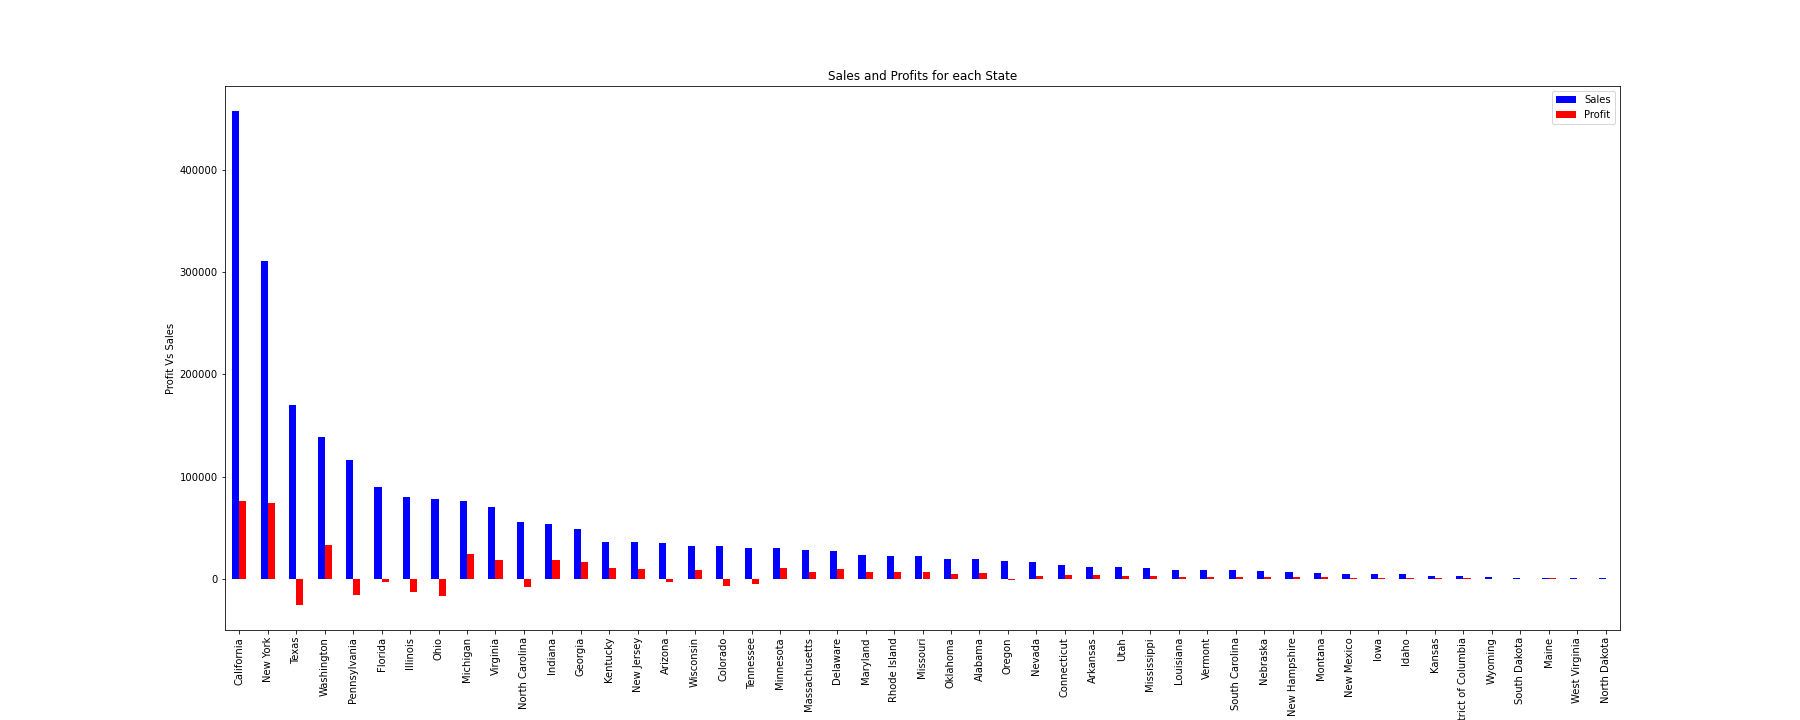 Sales and Profits for each State
Sales
Profit
Profit Vs Sales
400000
300000
200000
100000
0
California
New York
Texas
Washington
Pennsylvania
Florida
Illinois
Ohio
Michigan
Virginia
North Carolina
Indiana
Georgia
Kentucky
New Jersey
Arizona
Wisconsin
Colorado
Tennessee
Minnesota
Massachusetts
Delaware
Maryland
Rhode Island
Missouri
Oklahoma
Alabama
Oregon
Nevada
Connecticut
Arkansas
Utah
Mississippi
Louisiana
Vermont
South Carolina
Nebraska
New Hampshire
Montana
New Mexico
Iowa
Idaho
Kansas
trict of Columbia
Wyoming
South Dakota
Maine
West Virginia
North Dakota